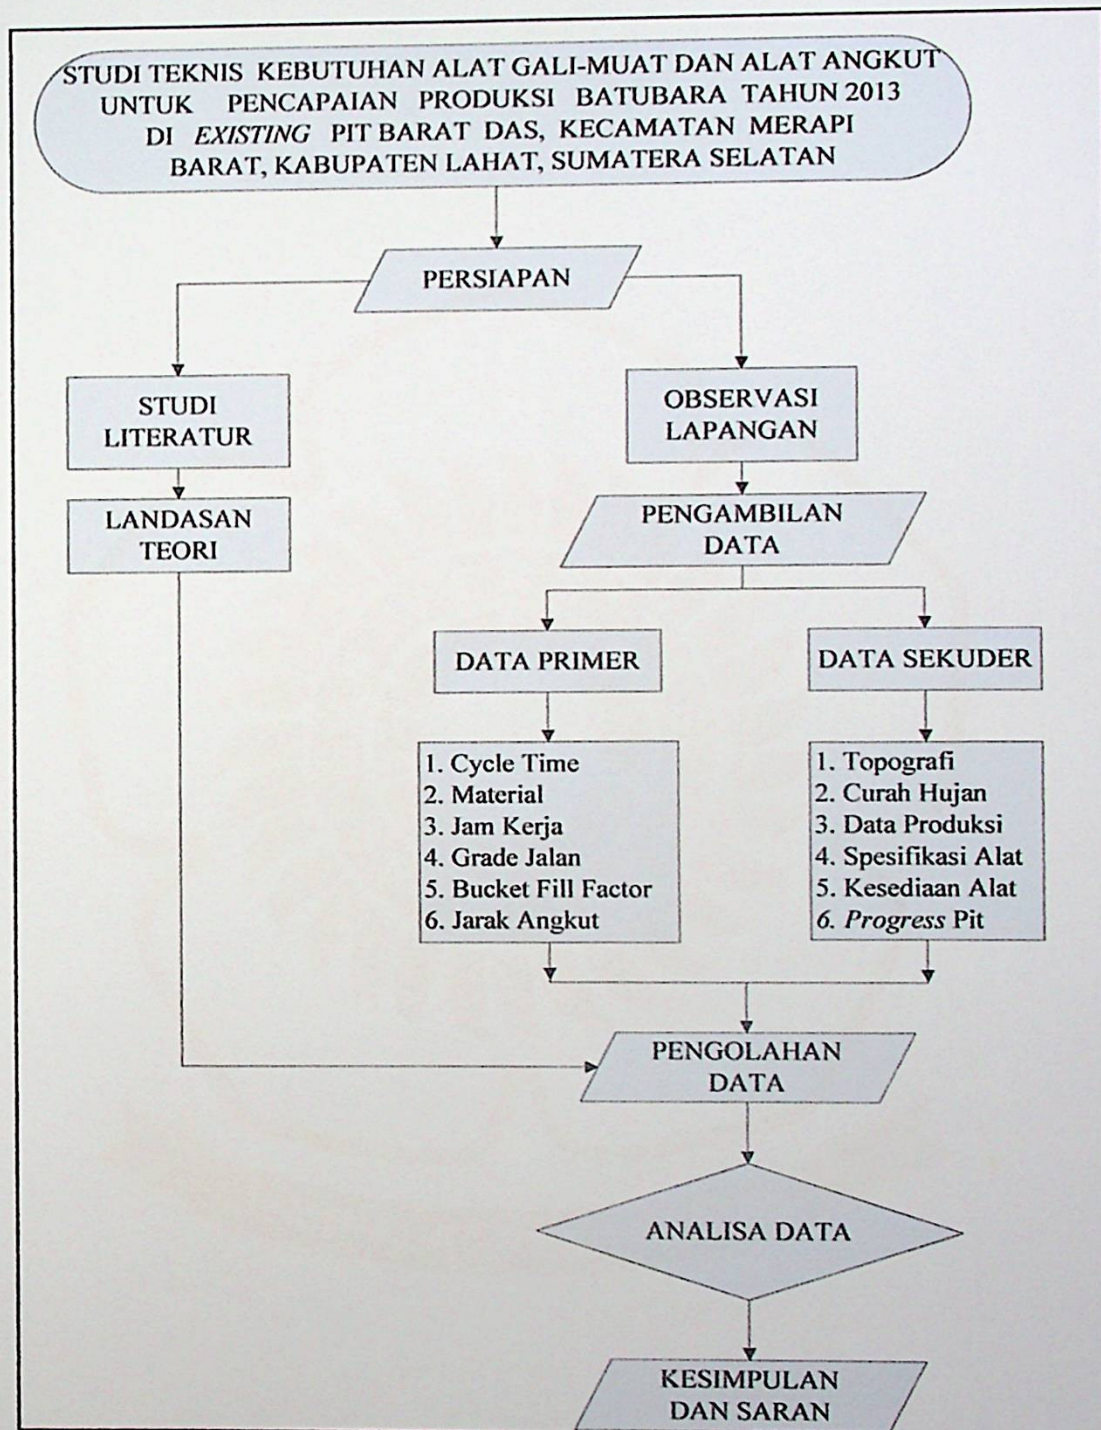 STUDI TEKNIS KEBUTUHAN ALAT GALI-MUAT DAN ALAT ANGKUT
UNTUK PENCAPAIAN PRODUKSI BATUBARA TAHUN 2013
DI EXISTING PIT BARAT DAS, KECAMATAN MERAPI
BARAT, KABUPATEN LAHAT, SUMATERA SELATAN
PERSIAPAN
STUDI
LITERATUR
LANDASAN
TEORI
OBSERVASI
LAPANGAN
PENGAMBILAN
DATA
DATA PRIMER
DATA SEKUDER
1. Cycle Time
2. Material
3. Jam Kerja
4. Grade Jalan
5. Bucket Fill Factor
6. Jarak Angkut
1. Topografi
2. Curah Hujan
3. Data Produksi
4. Spesifikasi Alat
5. Kesediaan Alat
6. Progress Pit
PENGOLAHAN
DATA
ANALISA DATA
KESIMPULAN
DAN SARAN